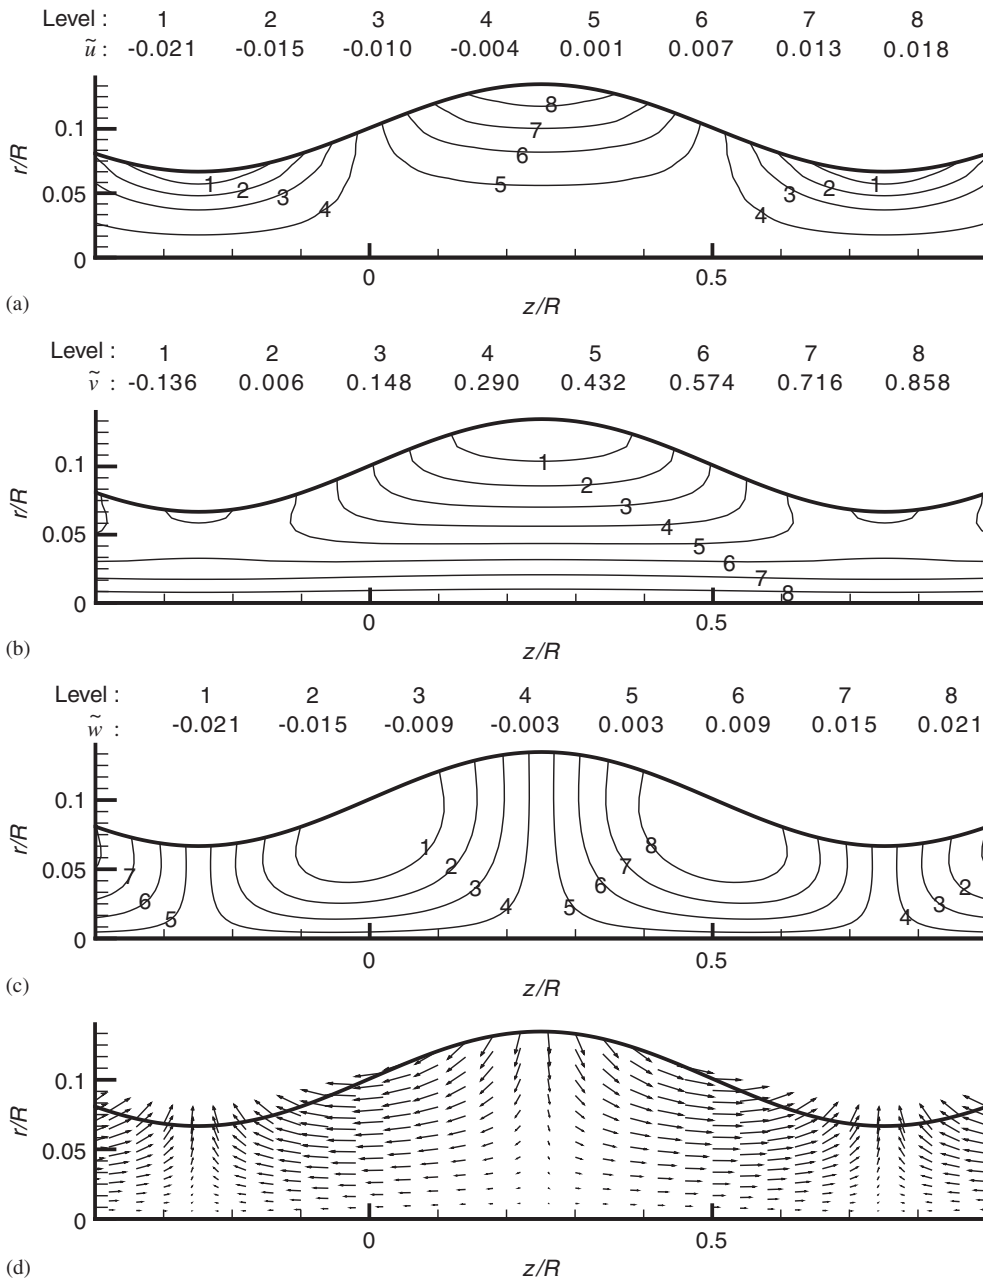 Level : 1 2 3 4 5 6 7 8
ũ : -0.021 -0.015 -0.010 -0.004 0.001 0.007 0.013 0.018
8
7
6
5
1 2 3 4
4 3 2 1
0.1
0.05
0
r/R
0 0.5
z/R
(a)
Level : 1 2 3 4 5 6 7 8
ṽ : -0.136 0.006 0.148 0.290 0.432 0.574 0.716 0.858
1
2
3
4
5
6
7
8
0.1
0.05
0
r/R
0 0.5
z/R
(b)
Level : 1 2 3 4 5 6 7 8
w̃ : -0.021 -0.015 -0.009 -0.003 0.003 0.009 0.015 0.021
7 6 5
1 2 3 4
5 6 7 8
4 3 2
0.1
0.05
0
r/R
0 0.5
z/R
(c)
0.1
0.05
0
r/R
0 0.5
z/R
(d)